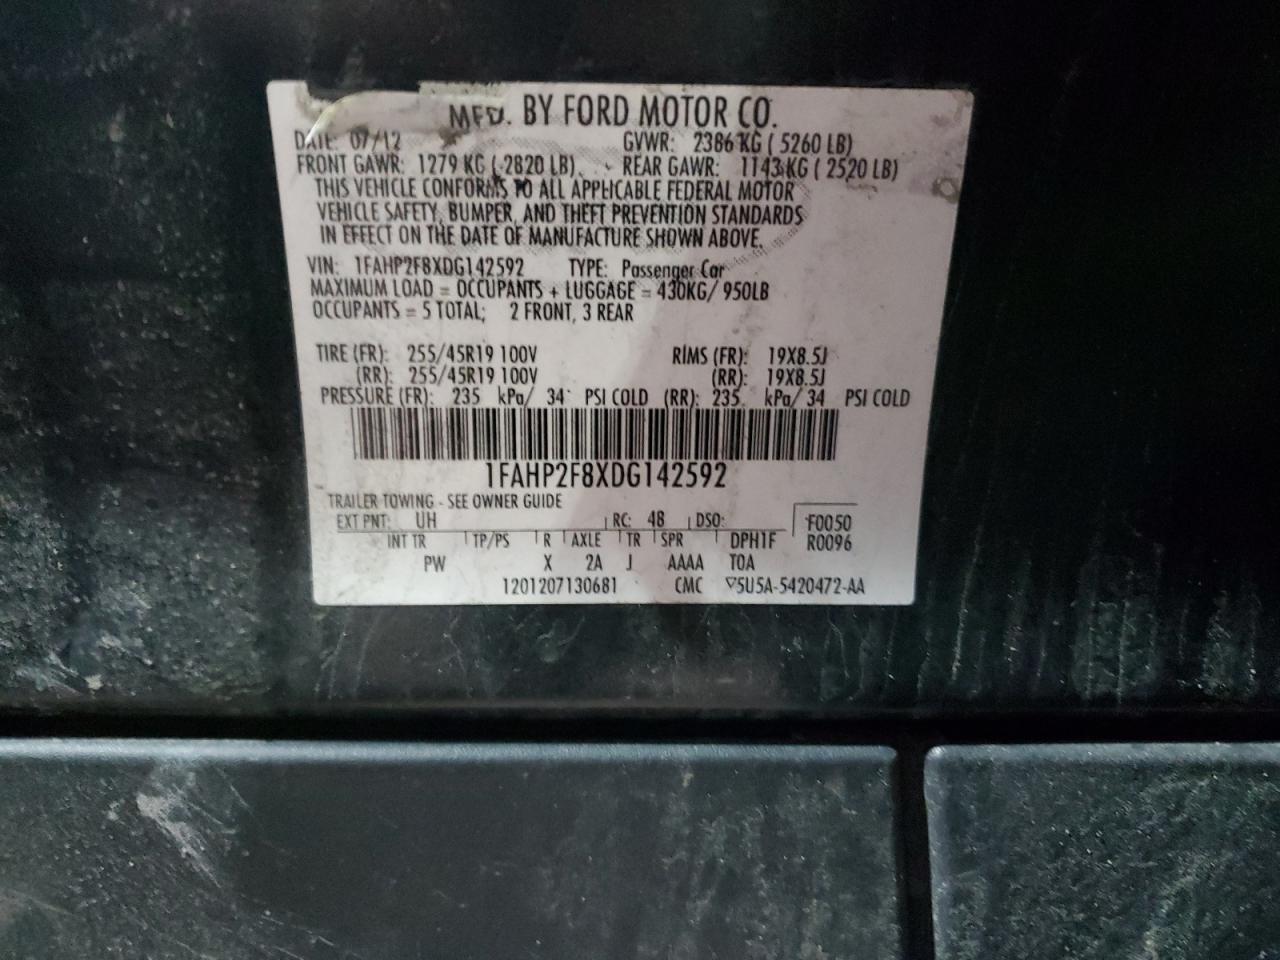 MFD. BY FORD MOTOR CO.
DATE: 07/12 GVWR: 2386 KG ( 5260 LB)
FRONT GAWR: 1279 KG ( 2820 LB) REAR GAWR: 1143 KG ( 2520 LB)
THIS VEHICLE CONFORMS TO ALL APPLICABLE FEDERAL MOTOR
VEHICLE SAFETY, BUMPER, AND THEFT PREVENTION STANDARDS
IN EFFECT ON THE DATE OF MANUFACTURE SHOWN ABOVE.
VIN: 1FAHP2F8XDG142592 TYPE: Passenger Car
MAXIMUM LOAD = OCCUPANTS + LUGGAGE = 430KG/ 950LB
OCCUPANTS = 5 TOTAL; 2 FRONT, 3 REAR
TIRE (FR): 255/45R19 100V RIMS (FR): 19X8.5J
(RR): 255/45R19 100V (RR): 19X8.5J
PRESSURE (FR): 235 kPa/ 34 PSI COLD (RR): 235 kPa/ 34 PSI COLD
1FAHP2F8XDG142592
TRAILER TOWING - SEE OWNER GUIDE
EXT PNT: UH RC: 48 DSO: F0050
INT TR TP/PS R AXLE TR SPR DPH1F R0096
PW X 2A J AAAA TOA
1201207130681 CMC ▽5U5A-5420472-AA